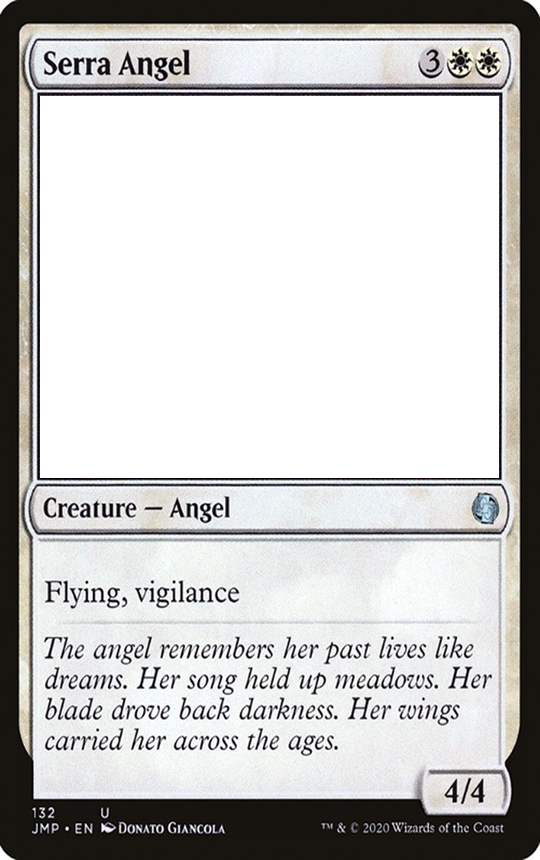 Serra Angel 3
Creature — Angel
Flying, vigilance
The angel remembers her past lives like
dreams. Her song held up meadows. Her
blade drove back darkness. Her wings
carried her across the ages.
4/4
132 U
JMP • EN Donato Giancola ™ & © 2020 Wizards of the Coast